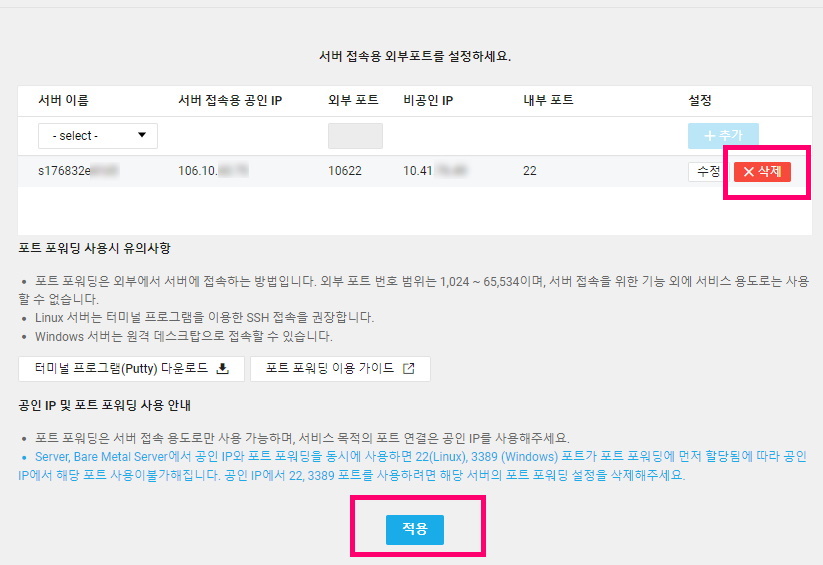 서버 접속용 외부포트를 설정하세요.
서버 이름 서버 접속용 공인 IP 외부 포트 비공인 IP 내부 포트 설정
- select - + 추가
s176832e 106.10. 10622 10.41 22 수정 × 삭제
포트 포워딩 사용시 유의사항
• 포트 포워딩은 외부에서 서버에 접속하는 방법입니다. 외부 포트 번호 범위는 1,024 ~ 65,534이며, 서버 접속을 위한 기능 외에 서비스 용도로는 사용
할 수 없습니다.
• Linux 서버는 터미널 프로그램을 이용한 SSH 접속을 권장합니다.
• Windows 서버는 원격 데스크탑으로 접속할 수 있습니다.
터미널 프로그램(Putty) 다운로드 포트 포워딩 이용 가이드
공인 IP 및 포트 포워딩 사용 안내
• 포트 포워딩은 서버 접속 용도로만 사용 가능하며, 서비스 목적의 포트 연결은 공인 IP를 사용해주세요.
• Server, Bare Metal Server에서 공인 IP와 포트 포워딩을 동시에 사용하면 22(Linux), 3389 (Windows) 포트가 포트 포워딩에 먼저 할당됨에 따라 공인
IP에서 해당 포트 사용이불가해집니다. 공인 IP에서 22, 3389 포트를 사용하려면 해당 서버의 포트 포워딩 설정을 삭제해주세요.
적용